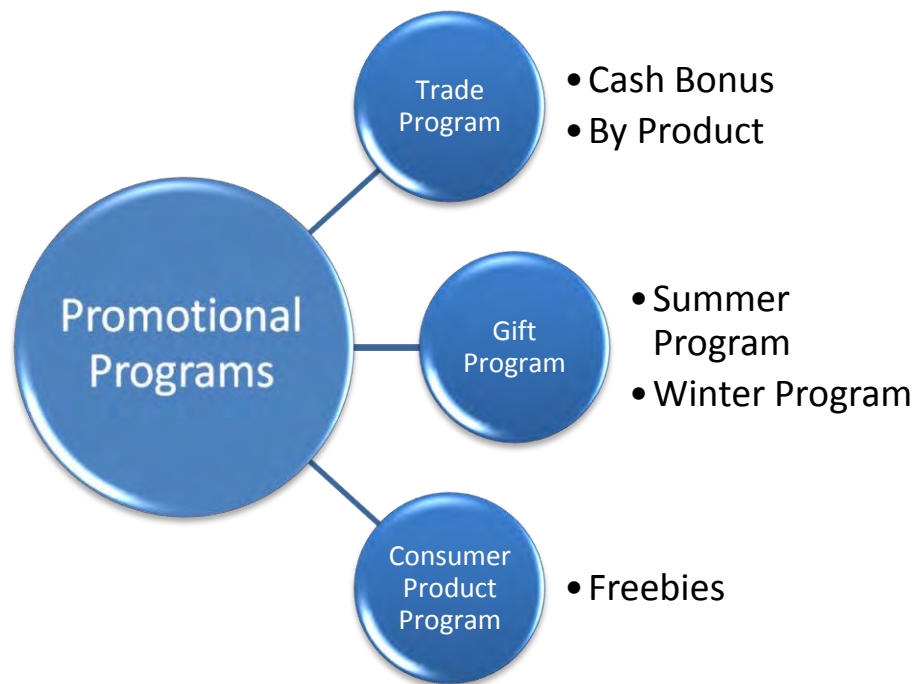 Promotional
Programs
Trade
Program
• Cash Bonus
• By Product
Gift
Program
• Summer
Program
• Winter Program
Consumer
Product
Program
• Freebies